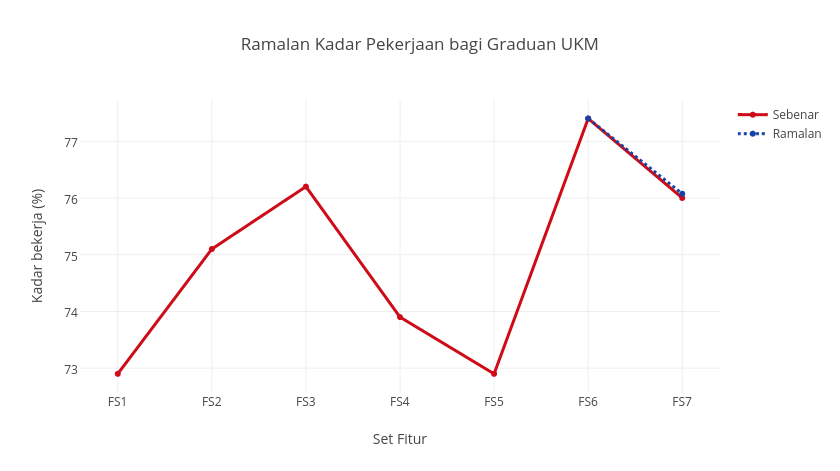 Ramalan Kadar Pekerjaan bagi Graduan UKM
Sebenar
Ramalan
Kadar bekerja (%)
77
76
75
74
73
FS1 FS2 FS3 FS4 FS5 FS6 FS7
Set Fitur